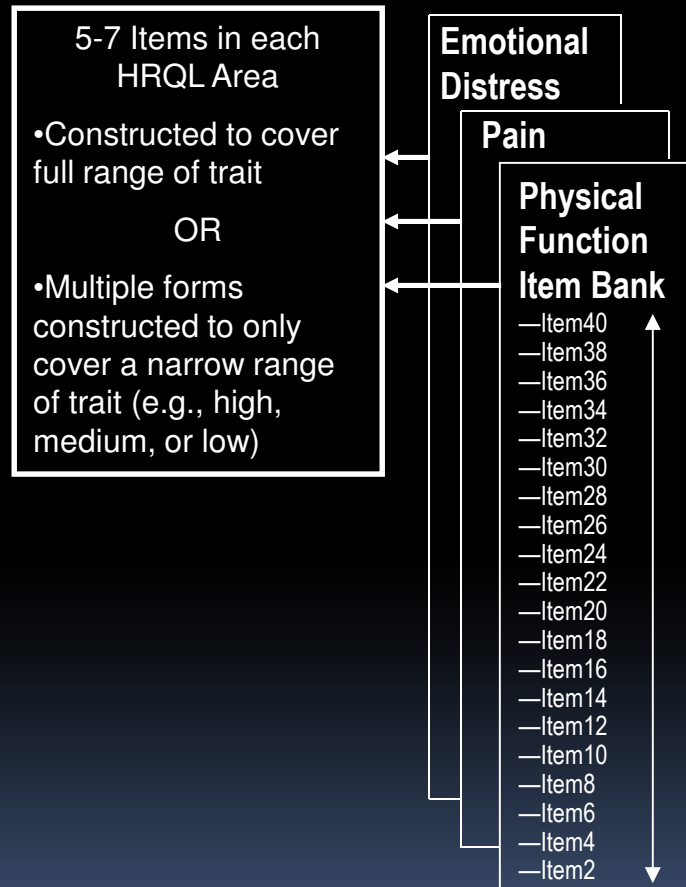 5-7 Items in each
HRQL Area
•Constructed to cover
full range of trait
OR
•Multiple forms
constructed to only
cover a narrow range
of trait (e.g., high,
medium, or low)
Emotional
Distress
Pain
Physical
Function
Item Bank
—Item40
—Item38
—Item36
—Item34
—Item32
—Item30
—Item28
—Item26
—Item24
—Item22
—Item20
—Item18
—Item16
—Item14
—Item12
—Item10
—Item8
—Item6
—Item4
—Item2